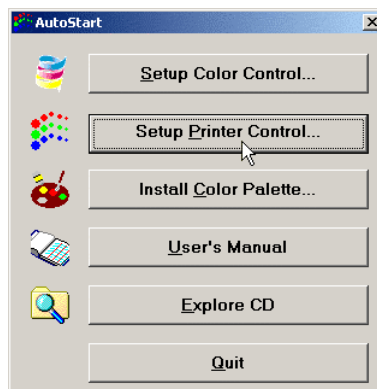 AutoStart
Setup Color Control...
Setup Printer Control...
Install Color Palette...
User's Manual
Explore CD
Quit